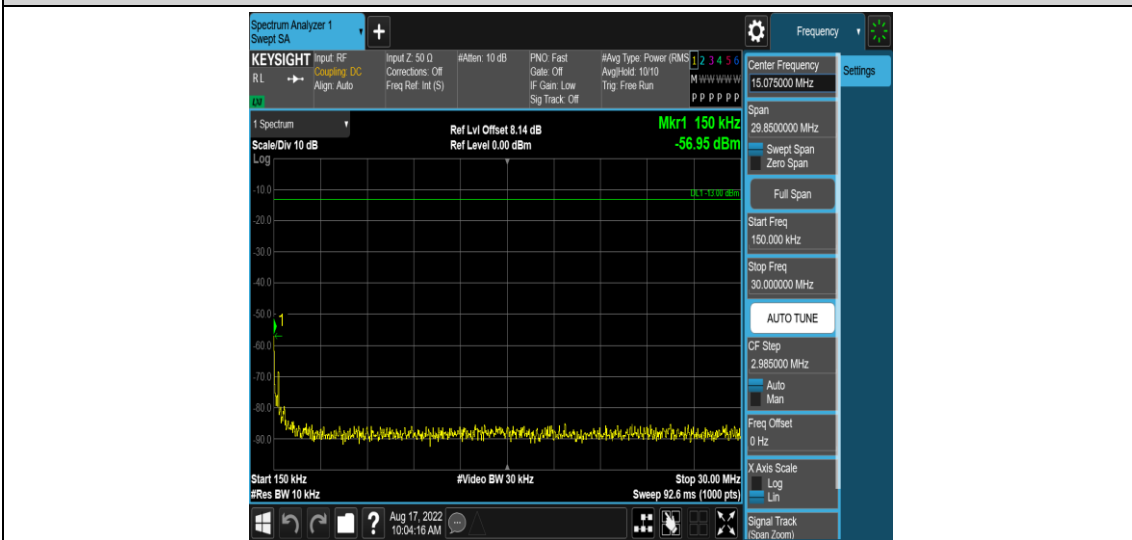 Spectrum Analyzer 1
Swept SA
+
Frequency
KEYSIGHT
RL
Input: RF
Coupling: DC
Align: Auto
Input Z: 50 Ω
Corrections: Off
Freq Ref: Int (S)
#Atten: 10 dB
PNO: Fast
Gate: Off
IF Gain: Low
Sig Track: Off
#Avg Type: Power (RMS
Avg|Hold: 10/10
Trig: Free Run
1 2 3 4 5 6
M W W W W W
P P P P P P
1 Spectrum
Scale/Div 10 dB
Log
Ref Lvl Offset 8.14 dB
Ref Level 0.00 dBm
Mkr1 150 kHz
-56.95 dBm
DL1 -13.00 dBm
-10.0
-20.0
-30.0
-40.0
-50.0
1
-60.0
-70.0
-80.0
-90.0
Start 150 kHz
#Res BW 10 kHz
#Video BW 30 kHz
Stop 30.00 MHz
Sweep 92.6 ms (1000 pts)
?
Aug 17, 2022
10:04:16 AM
Center Frequency
15.075000 MHz
Settings
Span
29.8500000 MHz
Swept Span
Zero Span
Full Span
Start Freq
150.000 kHz
Stop Freq
30.000000 MHz
AUTO TUNE
CF Step
2.985000 MHz
Auto
Man
Freq Offset
0 Hz
X Axis Scale
Log
Lin
Signal Track
(Span Zoom)